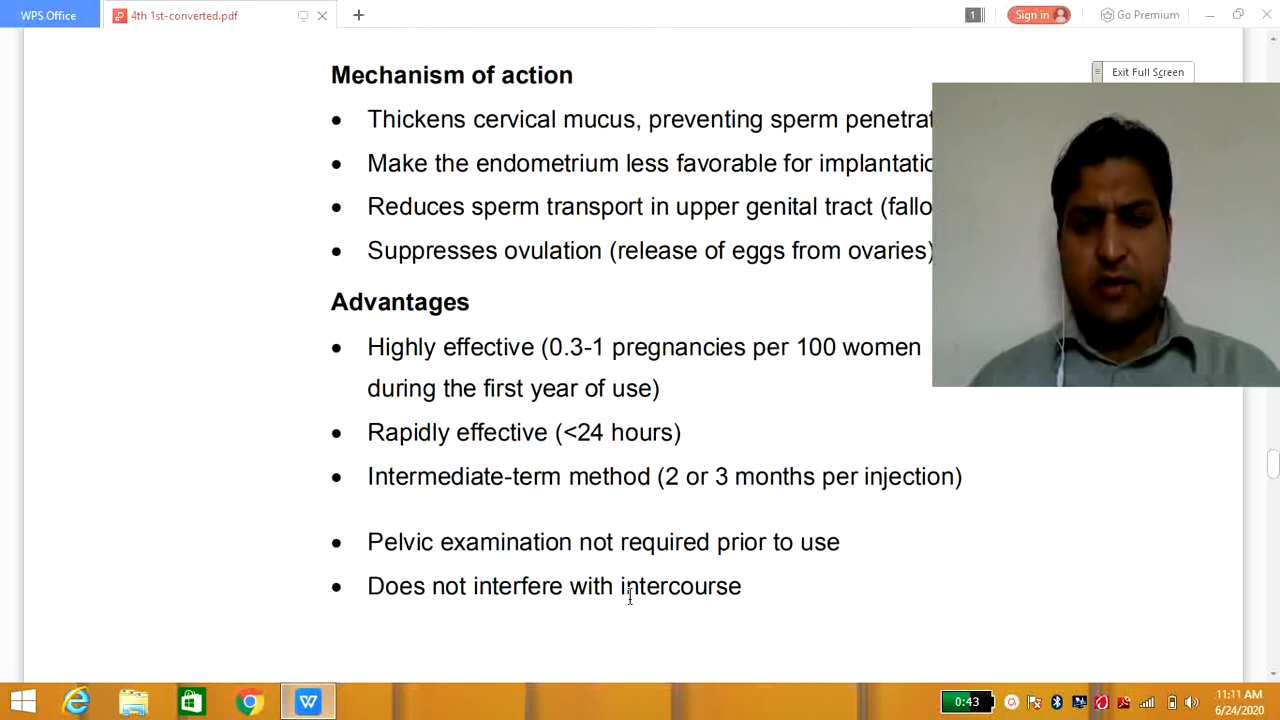 WPS Office
4th 1st-converted.pdf
1
Sign in
Go Premium
Exit Full Screen
Mechanism of action
• Thickens cervical mucus, preventing sperm penetrat
• Make the endometrium less favorable for implantatio
• Reduces sperm transport in upper genital tract (fallo
• Suppresses ovulation (release of eggs from ovaries)
Advantages
• Highly effective (0.3-1 pregnancies per 100 women
during the first year of use)
• Rapidly effective (<24 hours)
• Intermediate-term method (2 or 3 months per injection)
• Pelvic examination not required prior to use
• Does not interfere with intercourse
0:43
11:11 AM
6/24/2020